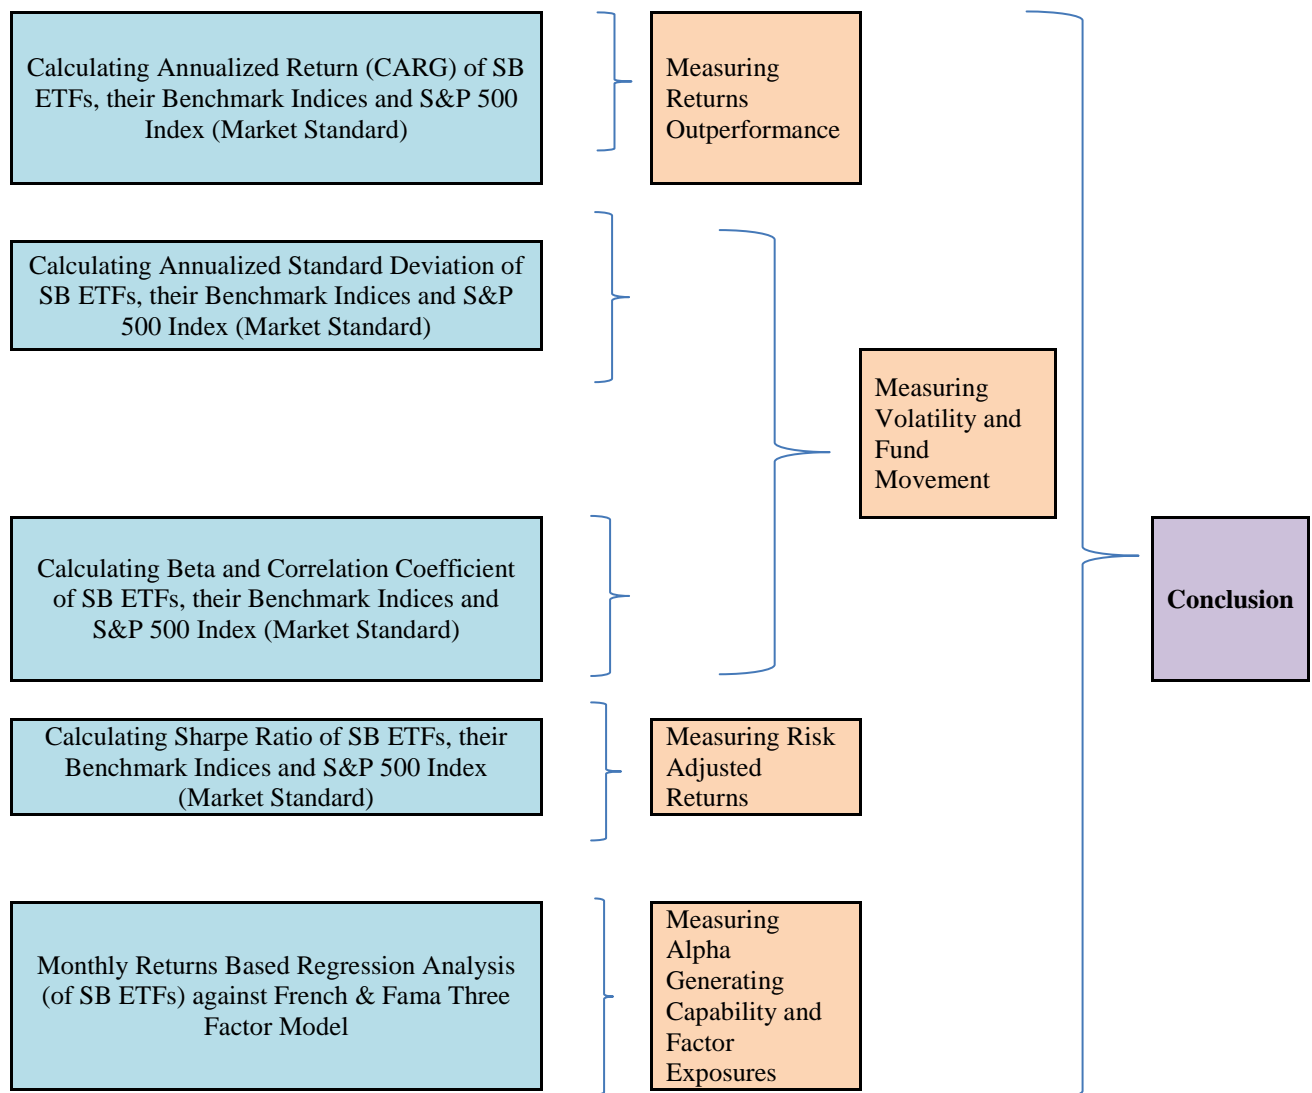 Calculating Annualized Return (CARG) of SB
ETFs, their Benchmark Indices and S&P 500
Index (Market Standard)
Measuring
Returns
Outperformance
Calculating Annualized Standard Deviation of
SB ETFs, their Benchmark Indices and S&P
500 Index (Market Standard)
Measuring
Volatility and
Fund
Movement
Calculating Beta and Correlation Coefficient
of SB ETFs, their Benchmark Indices and
S&P 500 Index (Market Standard)
Conclusion
Calculating Sharpe Ratio of SB ETFs, their
Benchmark Indices and S&P 500 Index
(Market Standard)
Measuring Risk
Adjusted
Returns
Monthly Returns Based Regression Analysis
(of SB ETFs) against French & Fama Three
Factor Model
Measuring
Alpha
Generating
Capability and
Factor
Exposures